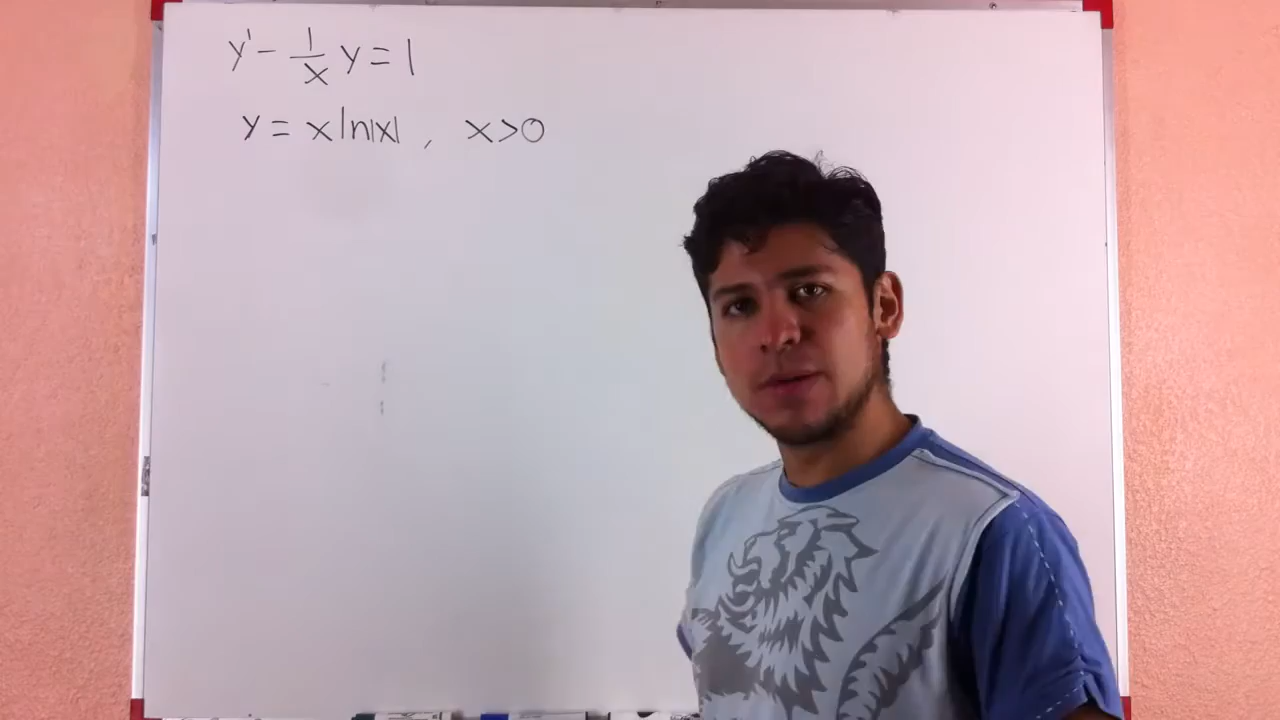 y' - 1/x y = 1
y = x ln|x| , x > 0